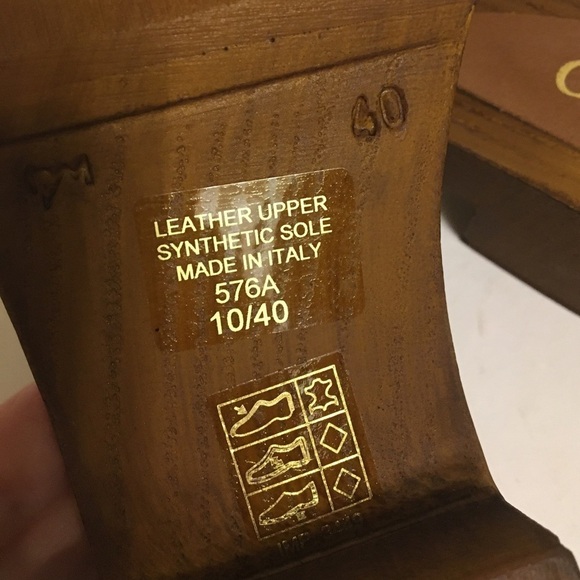 40
LEATHER UPPER
SYNTHETIC SOLE
MADE IN ITALY
576A
10/40